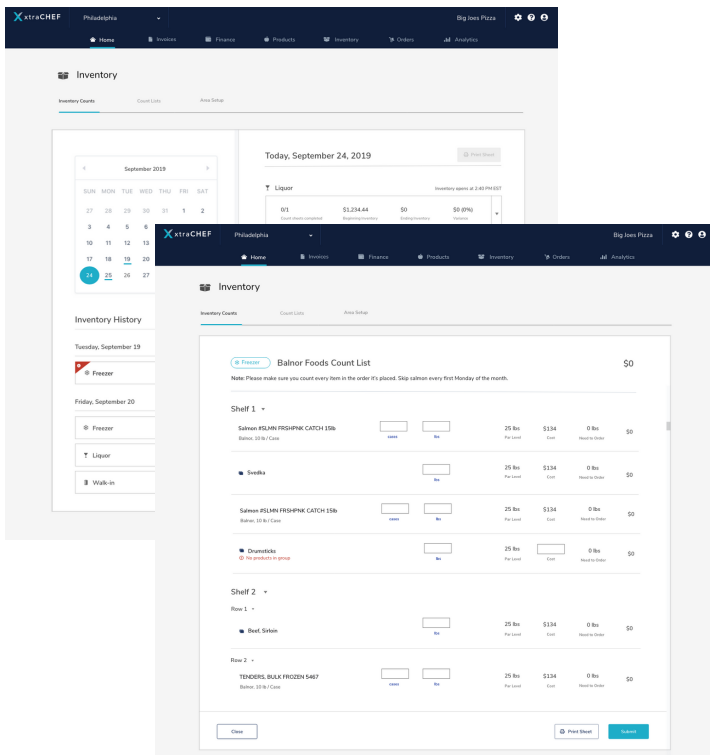 XtraCHEF Philadelphia Big Joes Pizza
Home Invoices Finance Products Inventory Orders Analytics
Inventory
Inventory Counts Count Lists Area Setup
September 2019
SUN MON TUE WED THU FRI SAT
27 28 29 30 31 1 2
3 4 5 6
10 11 12 13
17 18 19 20
24 25 26 27
Inventory History
Tuesday, September 19
Freezer
Friday, September 20
Freezer
Liquor
Walk-in
Today, September 24, 2019 Print Sheet
Liquor Inventory opens at 2:40 PM EST
0/1 $1,234.44 $0 $0 (0%)
Count sheets completed Beginning inventory Ending Inventory Variance
XtraCHEF Philadelphia Big Joes Pizza
Home Invoices Finance Products Inventory Orders Analytics
Inventory
Inventory Counts Count Lists Area Setup
Freezer Balnor Foods Count List $0
Note: Please make sure you count every item in the order it's placed. Skip salmon every first Monday of the month.
Shelf 1
Salmon #SLMN FRSHPNK CATCH 15lb 25 lbs $134 0 lbs $0
Balnor, 10 lb / Case cases lbs Par Level Cost Need to Order
Svedka 25 lbs $134 0 lbs $0
lbs Par Level Cost Need to Order
Salmon #SLMN FRSHPNK CATCH 15lb 25 lbs $134 0 lbs $0
Balnor, 10 lb / Case cases lbs Par Level Cost Need to Order
Drumsticks 25 lbs 0 lbs $0
No products in group lbs Par Level Cost Need to Order
Shelf 2
Row 1
Beef, Sirloin 25 lbs $134 0 lbs $0
lbs Par Level Cost Need to Order
Row 2
TENDERS, BULK FROZEN 5467 25 lbs $134 0 lbs $0
Balnor, 10 lb / Case cases lbs Par Level Cost Need to Order
Close Print Sheet Submit